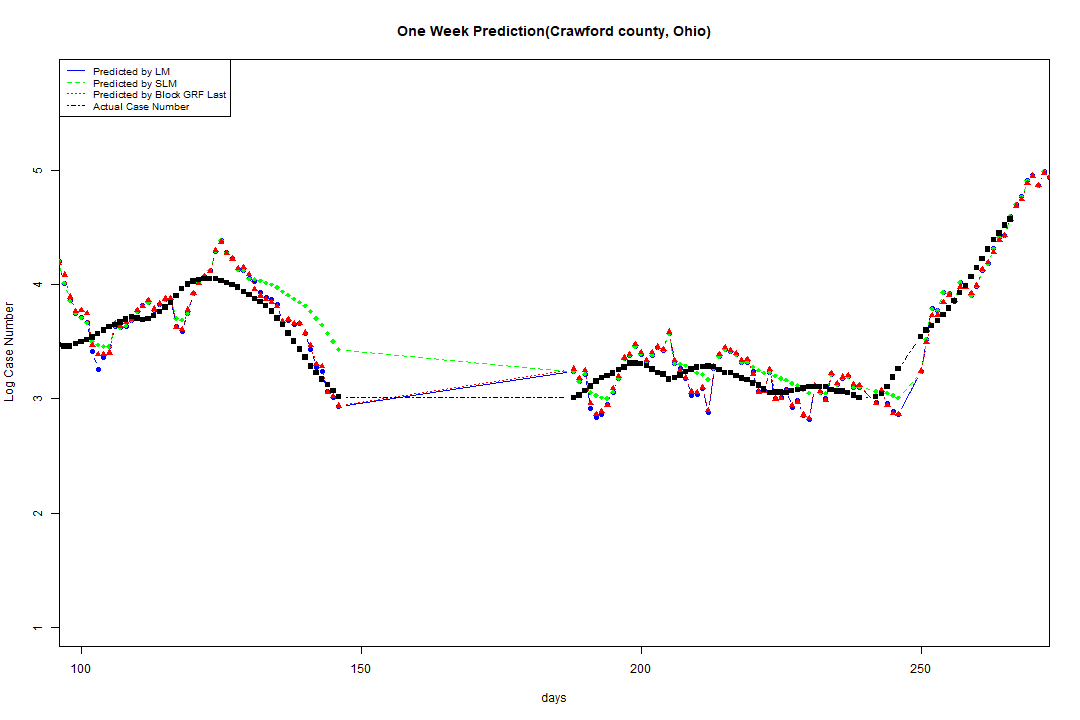 One Week Prediction(Crawford county, Ohio)
Predicted by LM
Predicted by SLM
Predicted by Block GRF Last
Actual Case Number
Log Case Number
5
4
3
2
1
100 150 200 250
days